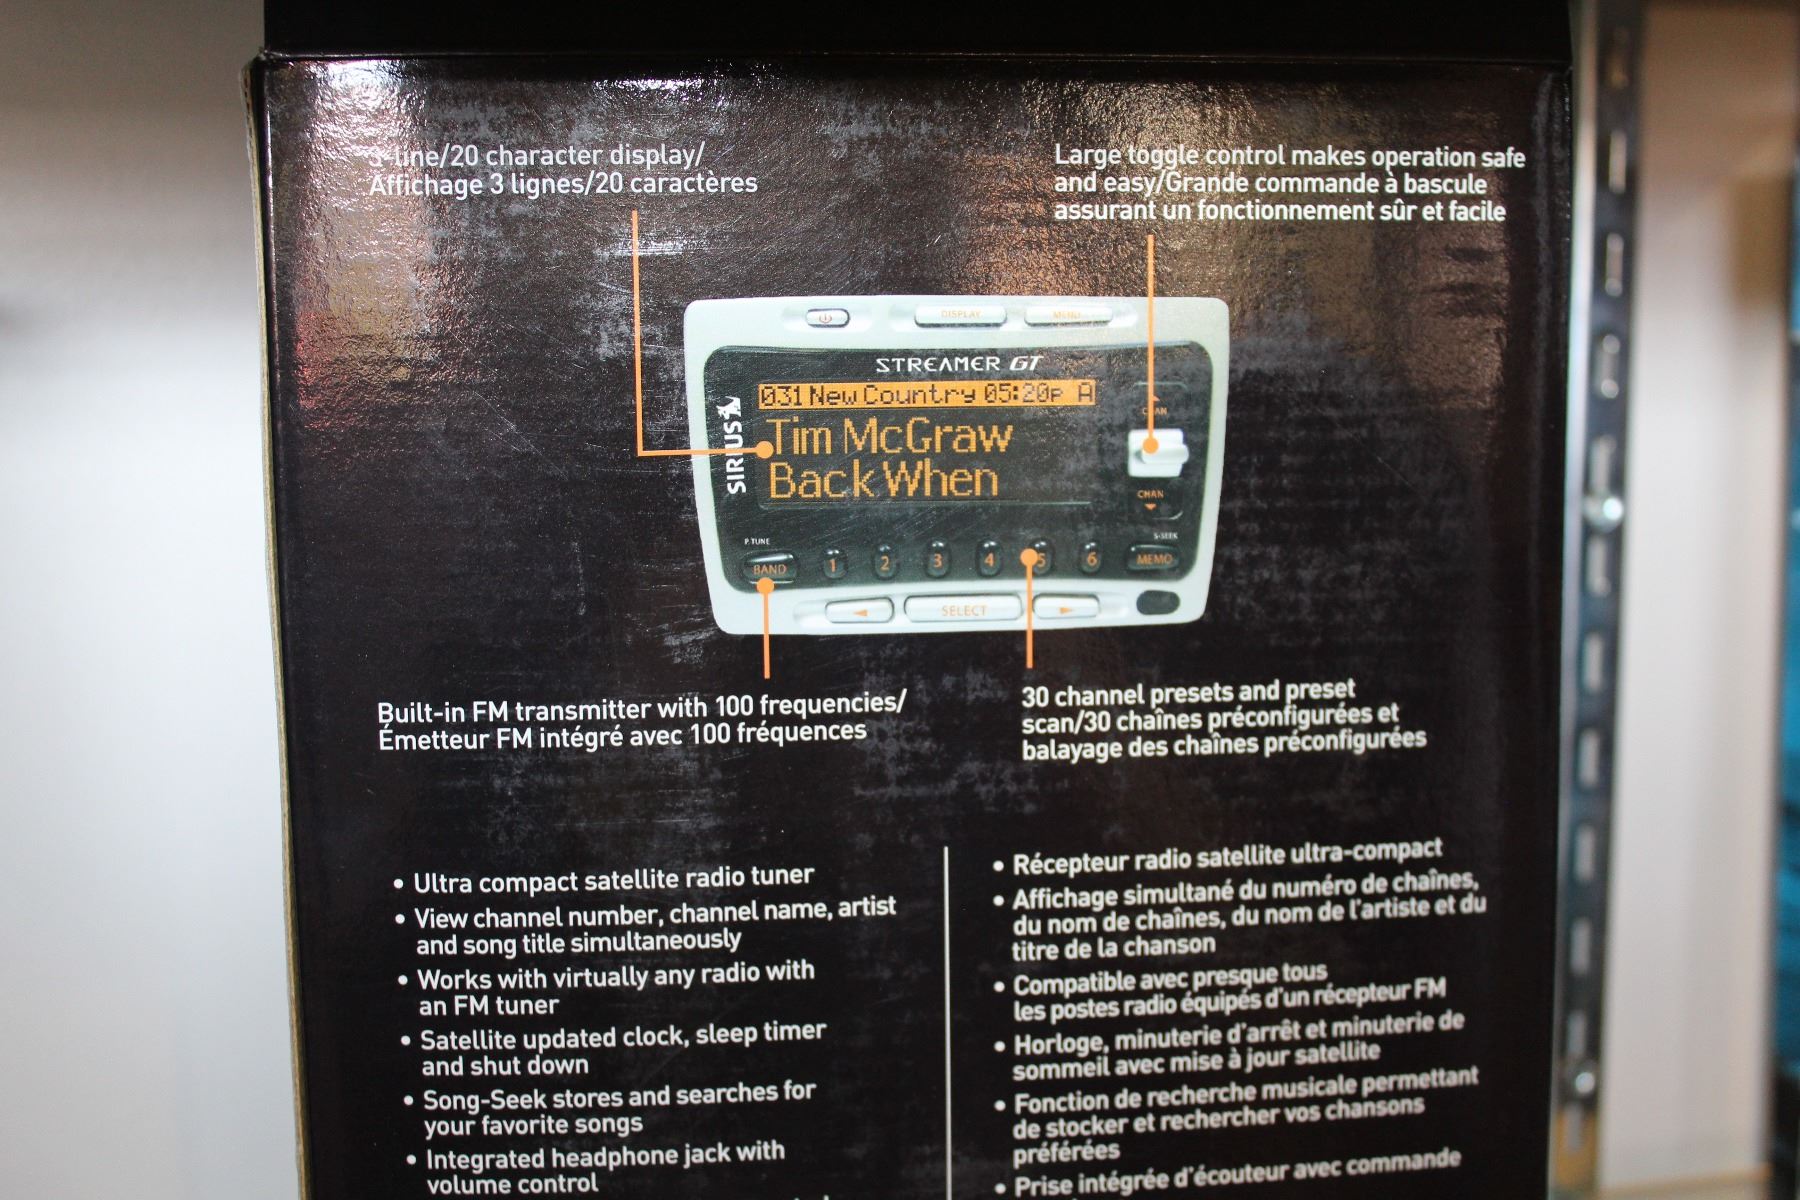 3-line/20 character display/
Affichage 3 lignes/20 caractères
Large toggle control makes operation safe
and easy/Grande commande à bascule
assurant un fonctionnement sûr et facile
DISPLAY
MENU
STREAMER GT
031 New Country 05:20P A
Tim McGraw
Back When
SIRIUS
CHAN
CHAN
P.TUNE
S-SEEK
BAND 1 2 3 4 5 6 MEMO
SELECT
Built-in FM transmitter with 100 frequencies/
Émetteur FM intégré avec 100 fréquences
30 channel presets and preset
scan/30 chaînes préconfigurées et
balayage des chaînes préconfigurées
• Ultra compact satellite radio tuner
• View channel number, channel name, artist
and song title simultaneously
• Works with virtually any radio with
an FM tuner
• Satellite updated clock, sleep timer
and shut down
• Song-Seek stores and searches for
your favorite songs
• Integrated headphone jack with
volume control
• Récepteur radio satellite ultra-compact
• Affichage simultané du numéro de chaînes,
du nom de chaînes, du nom de l'artiste et du
titre de la chanson
• Compatible avec presque tous
les postes radio équipés d'un récepteur FM
• Horloge, minuterie d'arrêt et minuterie de
sommeil avec mise à jour satellite
• Fonction de recherche musicale permettant
de stocker et rechercher vos chansons
préférées
• Prise intégrée d'écouteur avec commande